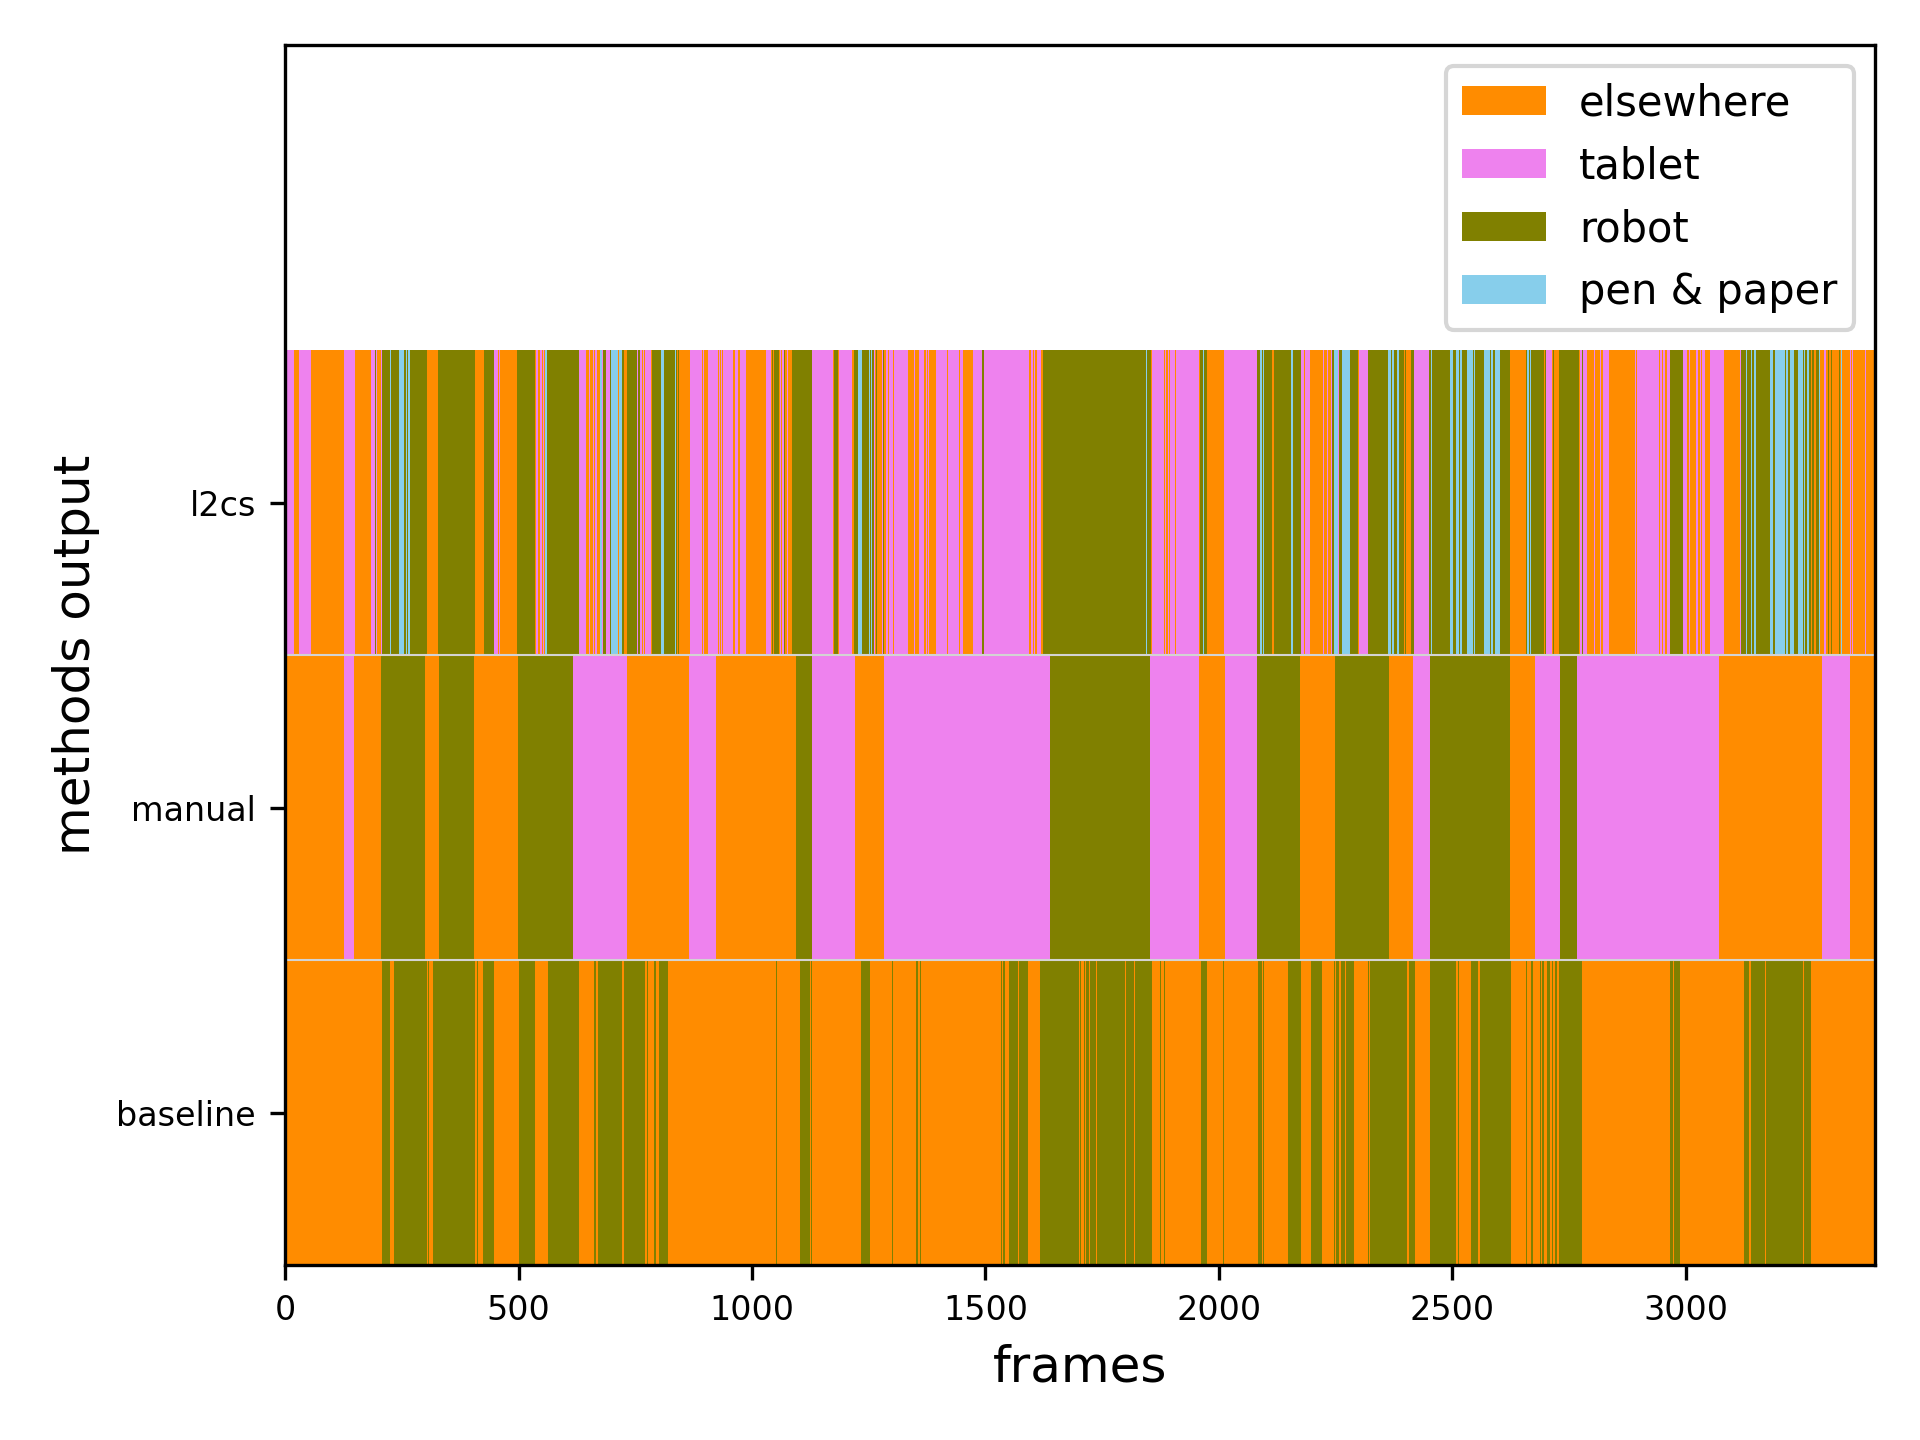 elsewhere
tablet
robot
pen & paper
methods output
l2cs
manual
baseline
0 500 1000 1500 2000 2500 3000
frames